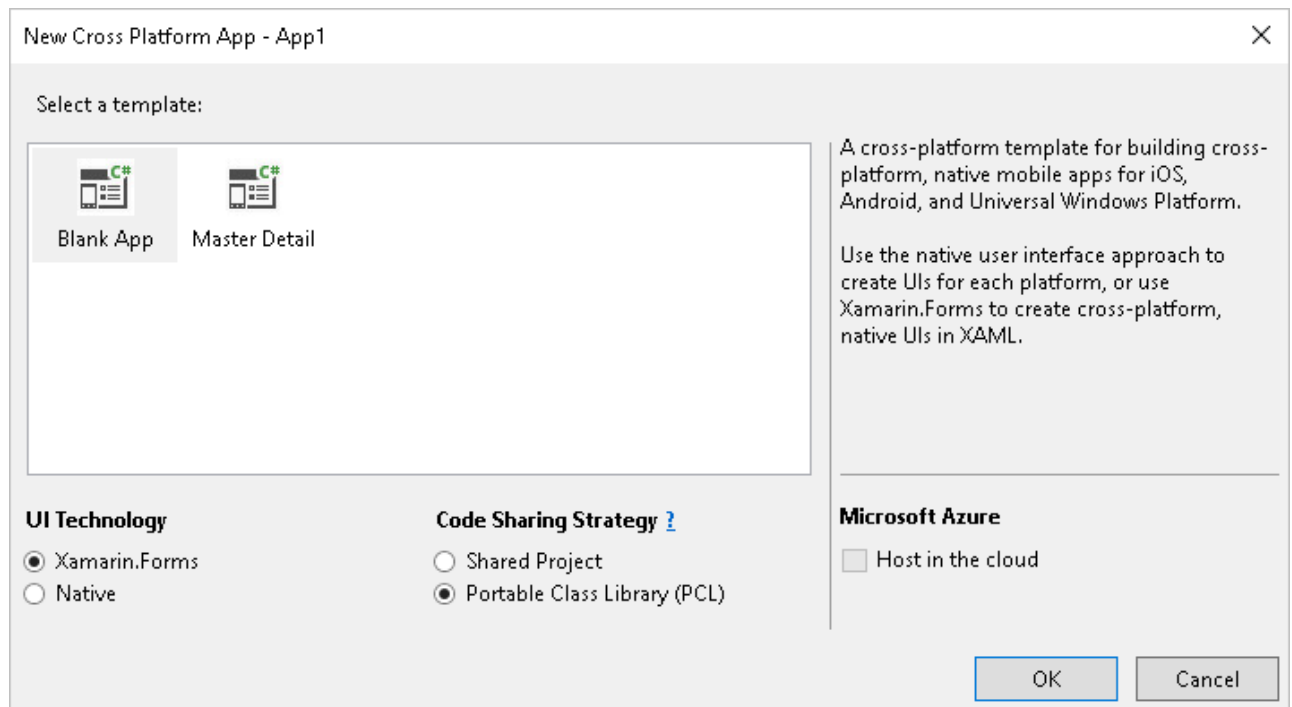 New Cross Platform App - App1
Select a template:
C#
Blank App
C#
Master Detail
A cross-platform template for building cross-
platform, native mobile apps for iOS,
Android, and Universal Windows Platform.
Use the native user interface approach to
create UIs for each platform, or use
Xamarin.Forms to create cross-platform,
native UIs in XAML.
UI Technology
Xamarin.Forms
Native
Code Sharing Strategy ?
Shared Project
Portable Class Library (PCL)
Microsoft Azure
Host in the cloud
OK
Cancel